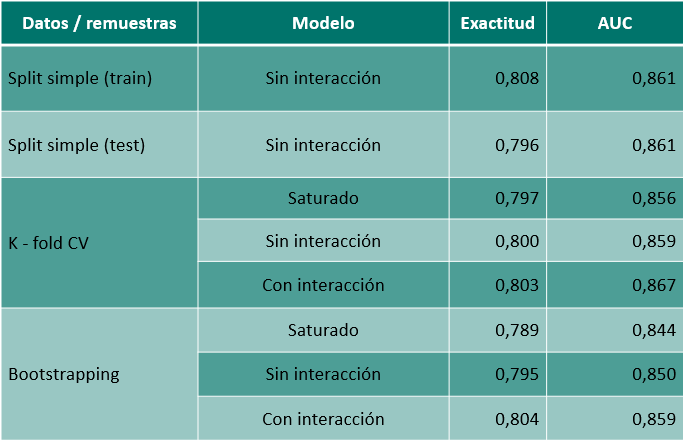 Datos / remuestras Modelo Exactitud AUC
Split simple (train) Sin interacción 0,808 0,861
Split simple (test) Sin interacción 0,796 0,861
K - fold CV Saturado 0,797 0,856
Sin interacción 0,800 0,859
Con interacción 0,803 0,867
Bootstrapping Saturado 0,789 0,844
Sin interacción 0,795 0,850
Con interacción 0,804 0,859